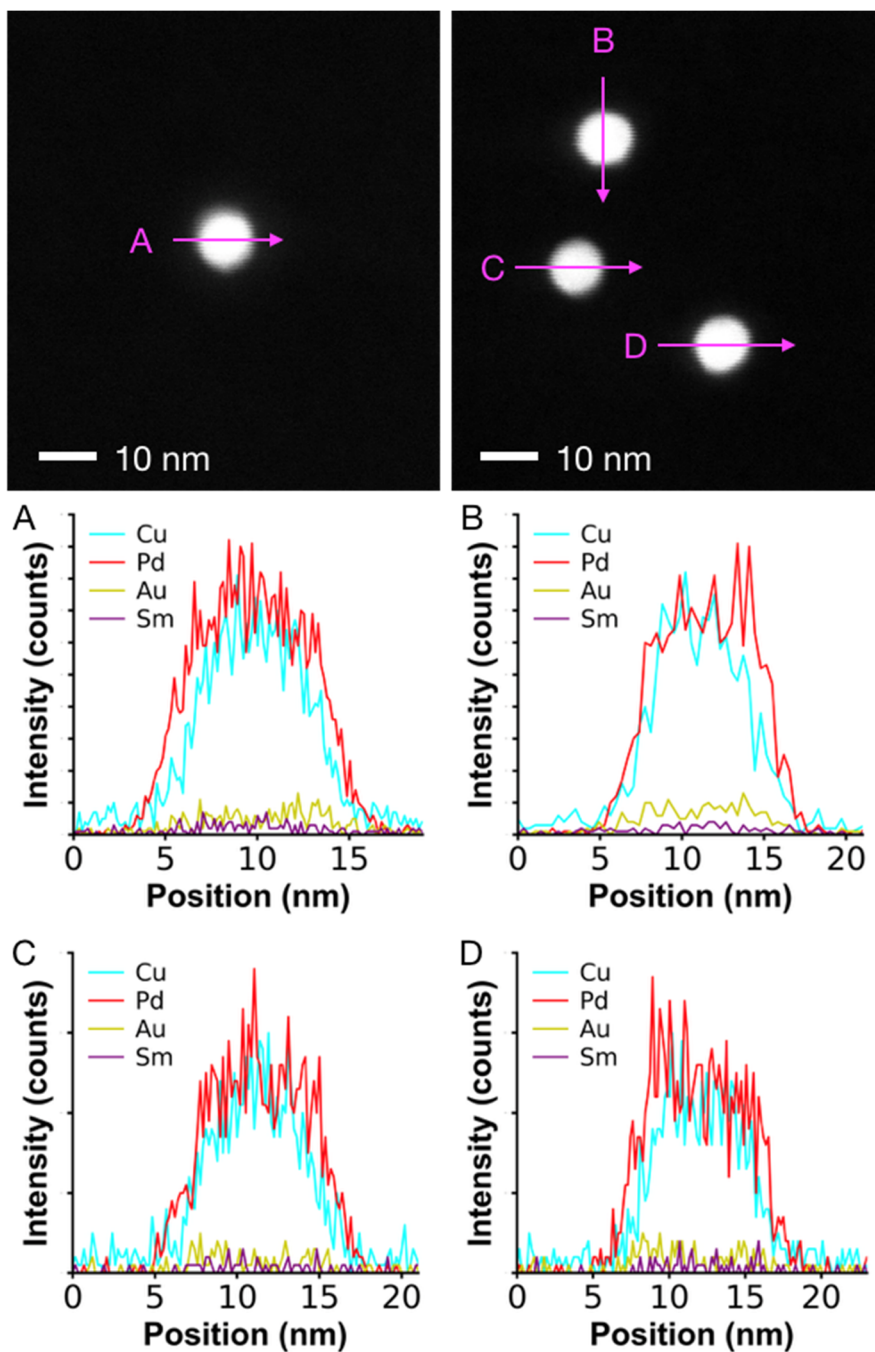 B
A
C
D
10 nm
10 nm
A
Cu
Pd
Au
Sm
Intensity (counts)
0 5 10 15
Position (nm)
B
Cu
Pd
Au
Sm
Intensity (counts)
0 5 10 15 20
Position (nm)
C
Cu
Pd
Au
Sm
Intensity (counts)
0 5 10 15 20
Position (nm)
D
Cu
Pd
Au
Sm
Intensity (counts)
0 5 10 15 20
Position (nm)